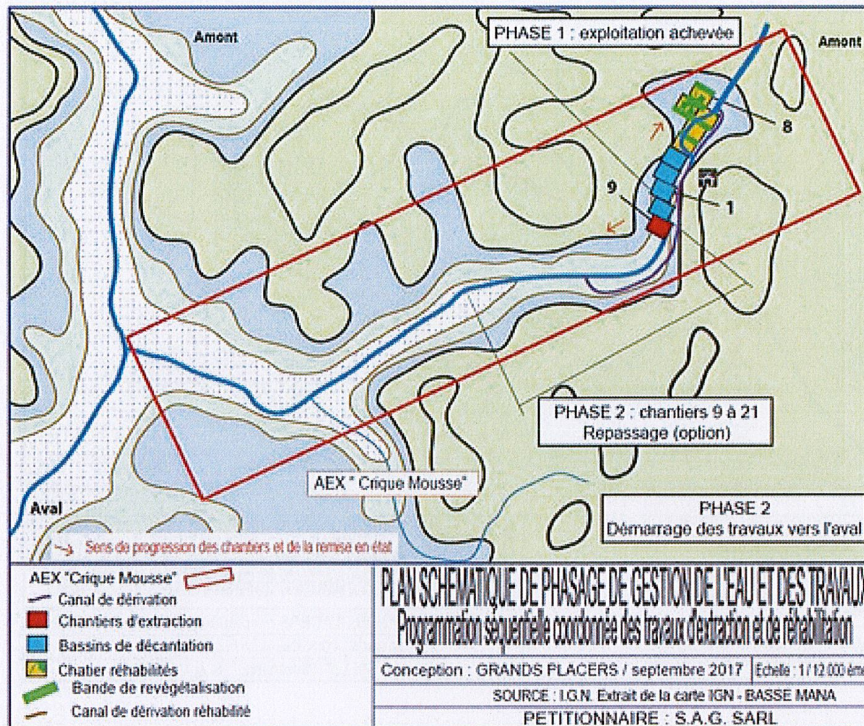 Amont
PHASE 1 : exploitation achevée
Amont
8
9
1
PHASE 2 : chantiers 9 à 21
Repassage (option)
AEX " Crique Mousse"
PHASE 2
Démarrage des travaux vers l'aval
Aval
Sens de progression des chantiers et de la remise en état
AEX "Crique Mousse"
Canal de dérivation
Chantiers d'extraction
Bassins de décantation
Chatier réhabilités
Bande de revégétalisation
Canal de dérivation réhabilité
PLAN SCHEMATIQUE DE PHASAGE DE GESTION DE L'EAU ET DES TRAVAUX
Programmation séquentielle coordonnée des travaux d'extraction et de réhabilitation
Conception : GRANDS PLACERS / septembre 2017
Echelle : 1/12 000 ème
SOURCE : I.G.N. Extrait de la carte IGN - BASSE MANA
PETITIONNAIRE : S.A.G. SARL